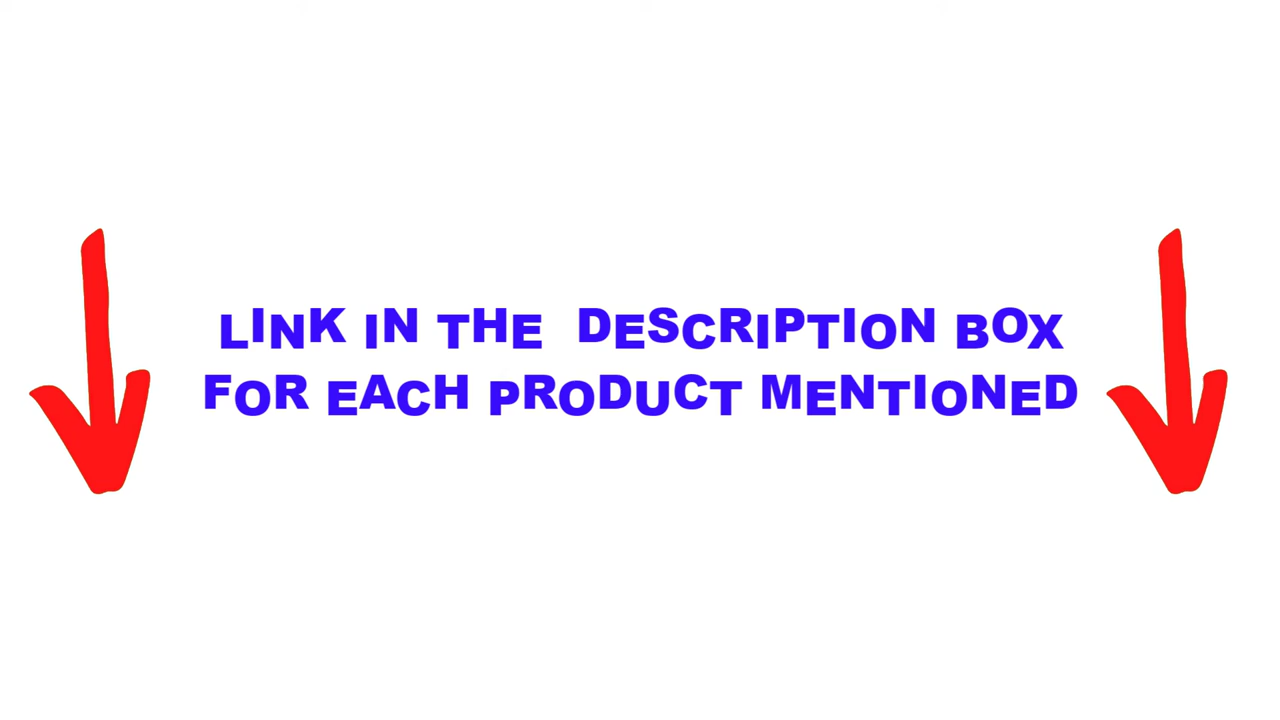 LINK IN THE DESCRIPTION BOX
FOR EACH PRODUCT MENTIONED